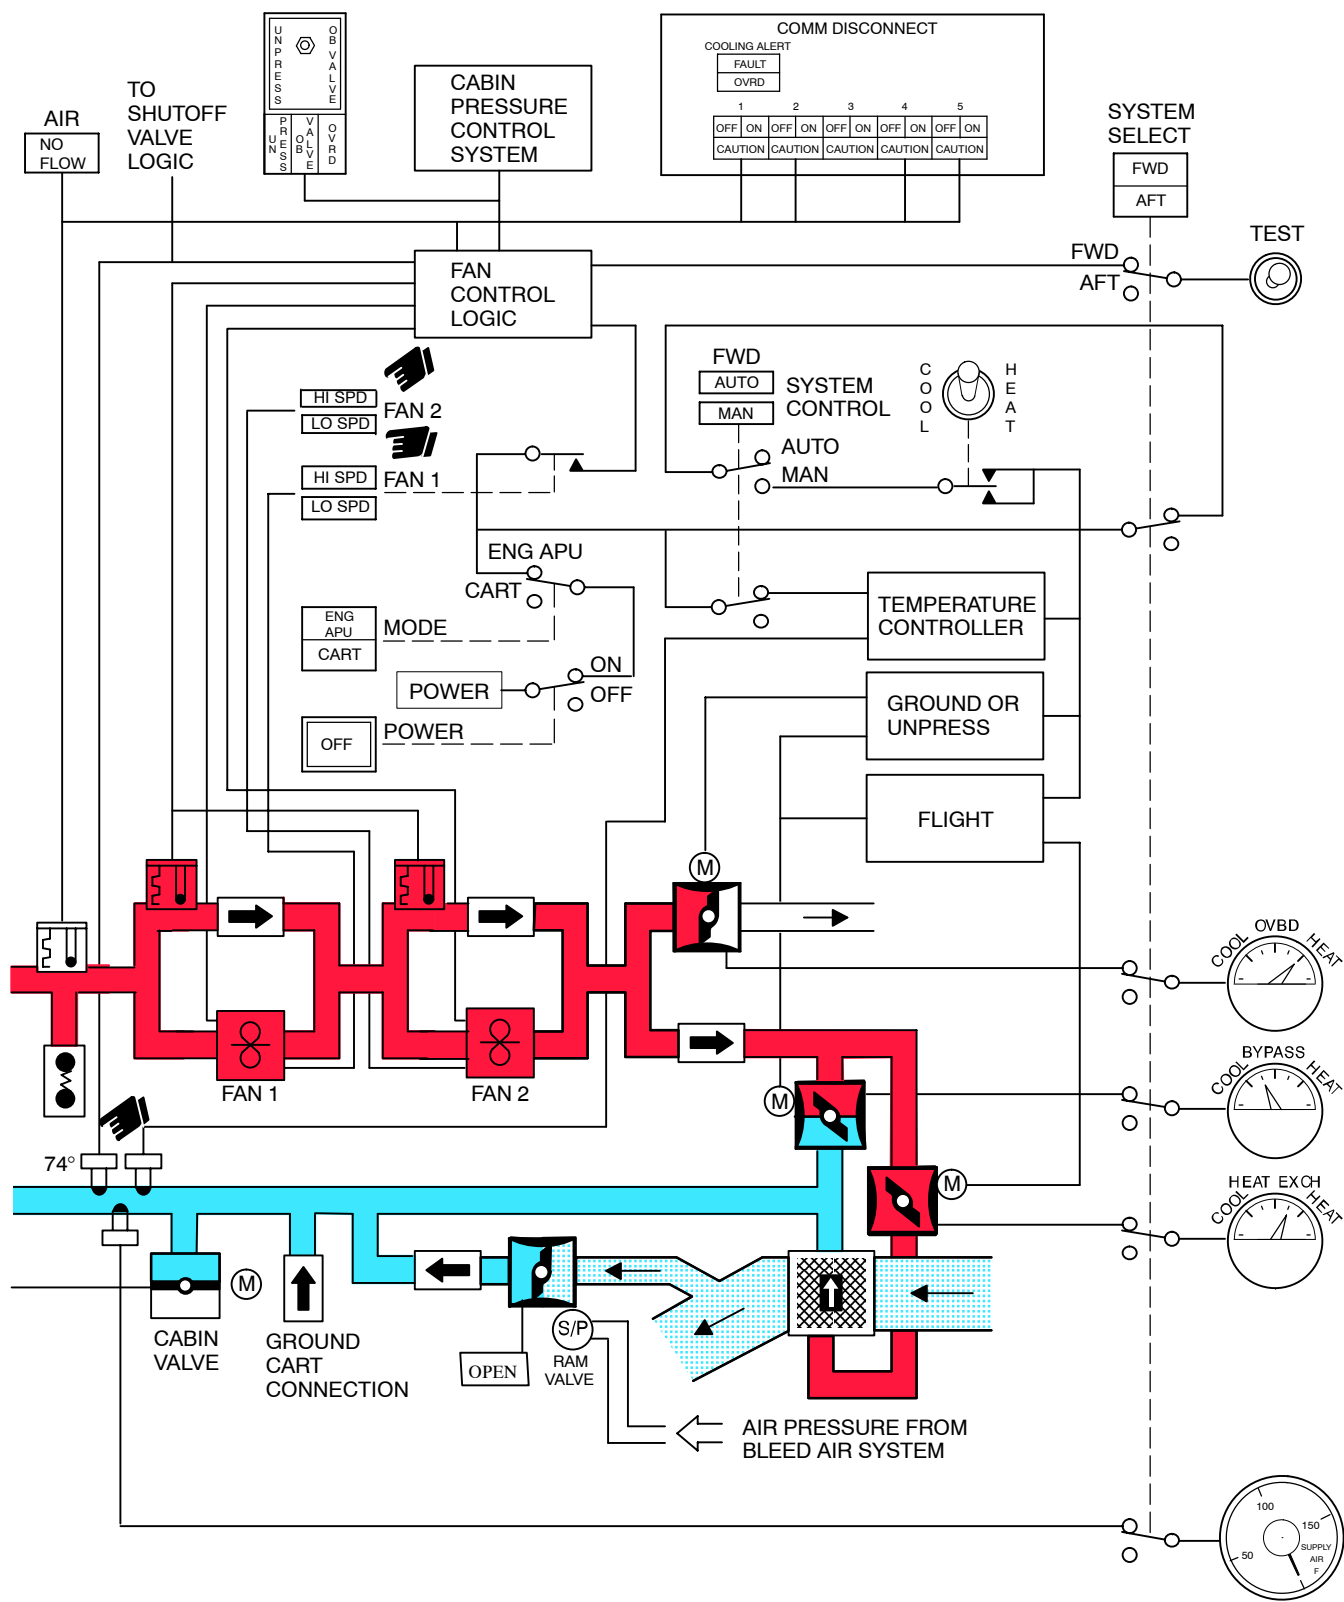 COMM DISCONNECT
COOLING ALERT
FAULT
OVRD
1 2 3 4 5
OFF ON OFF ON OFF ON OFF ON OFF ON
CAUTION CAUTION CAUTION CAUTION CAUTION
UNPRESS
OB VALVE
UN
PRESS
OB
VALVE
OVRD
CABIN
PRESSURE
CONTROL
SYSTEM
TO
SHUTOFF
VALVE
LOGIC
AIR
NO
FLOW
SYSTEM
SELECT
FWD
AFT
TEST
FWD
AFT
FAN
CONTROL
LOGIC
FWD
AUTO
MAN
SYSTEM
CONTROL
COOL
HEAT
HI SPD
LO SPD
FAN 2
HI SPD
LO SPD
FAN 1
AUTO
MAN
ENG APU
CART
ENG
APU
CART
MODE
ON
OFF
POWER
OFF
POWER
TEMPERATURE
CONTROLLER
GROUND OR
UNPRESS
FLIGHT
M
OVBD
COOL
HEAT
FAN 1
FAN 2
M
BYPASS
COOL
HEAT
74°
M
HEAT EXCH
COOL
HEAT
M
CABIN
VALVE
GROUND
CART
CONNECTION
S/P
OPEN
RAM
VALVE
AIR PRESSURE FROM
BLEED AIR SYSTEM
100
150
50
SUPPLY
AIR
F